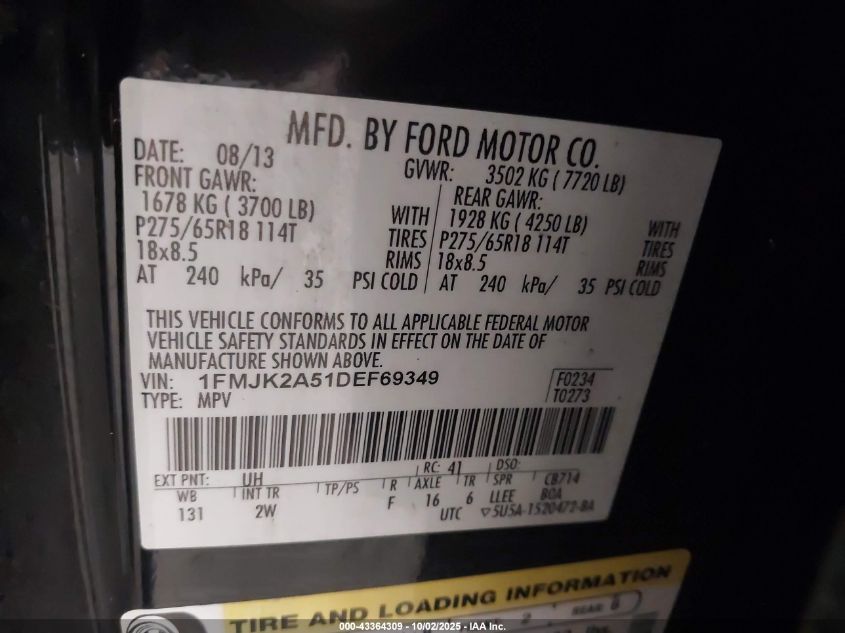 MFD. BY FORD MOTOR CO.
DATE: 08/13
GVWR: 3502 KG ( 7720 LB)
FRONT GAWR:
1678 KG ( 3700 LB)
P275/65R18 114T
18x8.5
WITH
TIRES
RIMS
AT 240 kPa/ 35 PSI COLD
REAR GAWR:
1928 KG ( 4250 LB)
P275/65R18 114T
18x8.5
WITH
TIRES
RIMS
AT 240 kPa/ 35 PSI COLD
THIS VEHICLE CONFORMS TO ALL APPLICABLE FEDERAL MOTOR
VEHICLE SAFETY STANDARDS IN EFFECT ON THE DATE OF
MANUFACTURE SHOWN ABOVE.
VIN: 1FMJK2A51DEF69349
TYPE: MPV
F0234
T0273
EXT PNT: UH RC: 41 DSO:
WB INT TR TP/PS R AXLE TR SPR CB714
131 2W F 16 6 LLEE BOA
UTC ▽5U5A-1520472-BA
TIRE AND LOADING INFORMATION
2 REAR
000-43364309 - 10/02/2025 - IAA Inc.